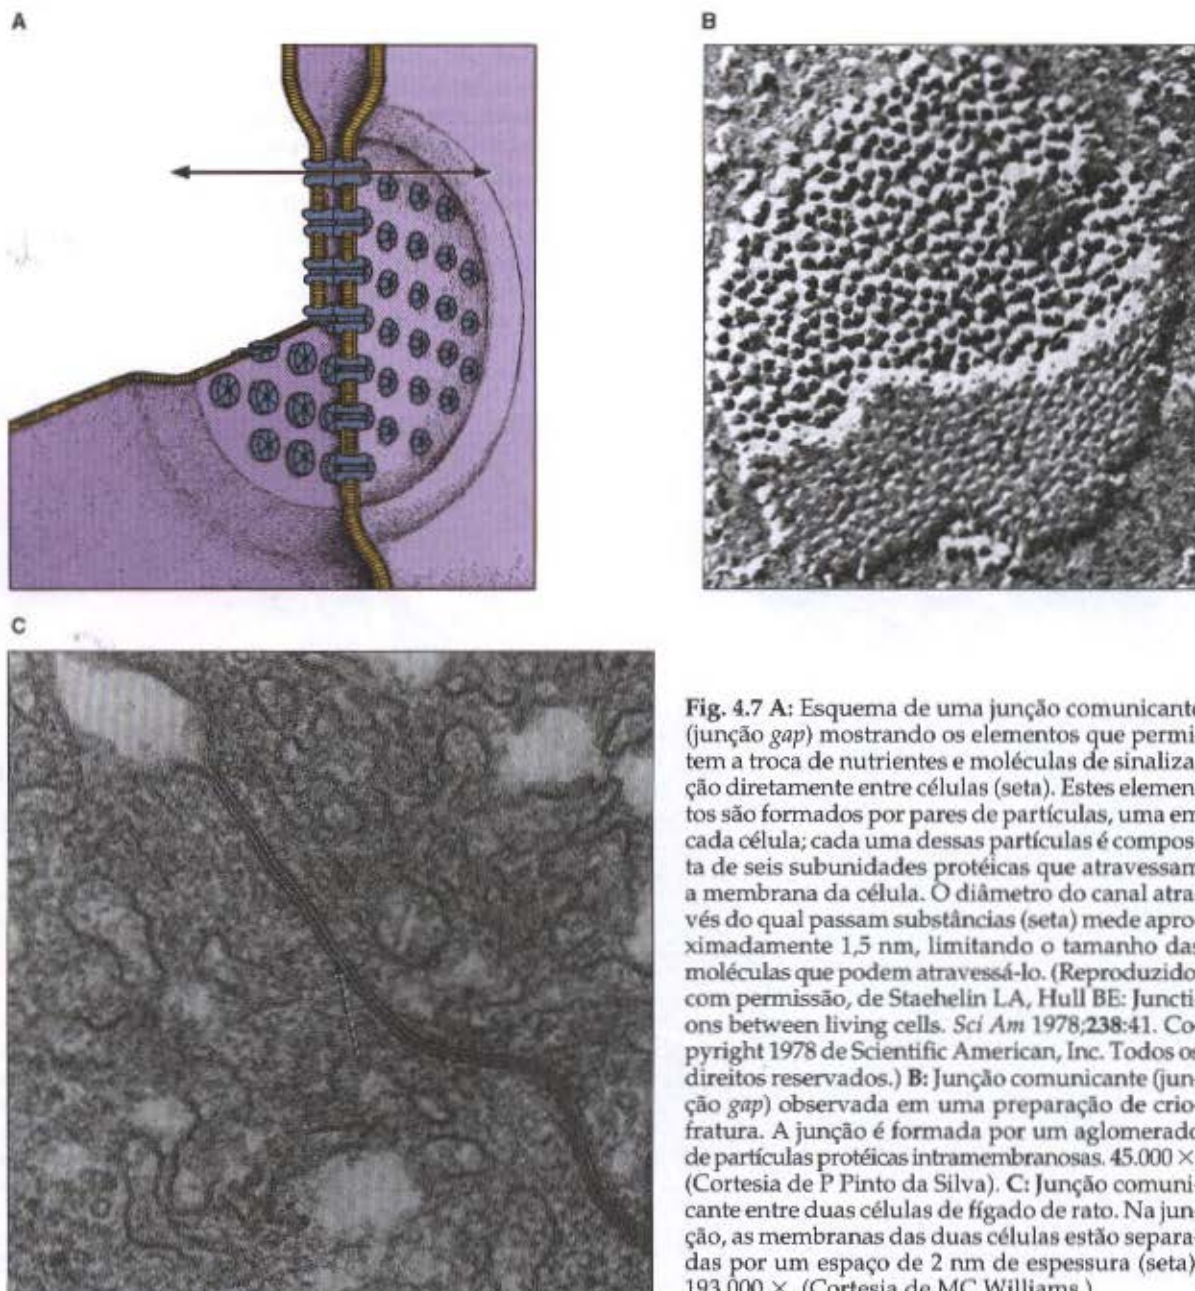 A
B
C
Fig. 4.7 A: Esquema de uma junção comunicante
(junção gap) mostrando os elementos que permi-
tem a troca de nutrientes e moléculas de sinaliza-
ção diretamente entre células (seta). Estes elemen-
tos são formados por pares de partículas, uma em
cada célula; cada uma dessas partículas é compos-
ta de seis subunidades protéicas que atravessam
a membrana da célula. O diâmetro do canal atra-
vés do qual passam substâncias (seta) mede apro-
ximadamente 1,5 nm, limitando o tamanho das
moléculas que podem atravessá-lo. (Reproduzido,
com permissão, de Staehelin LA, Hull BE: Juncti-
ons between living cells. Sci Am 1978;238:41. Co-
pyright 1978 de Scientific American, Inc. Todos os
direitos reservados.) B: Junção comunicante (jun-
ção gap) observada em uma preparação de crio-
fratura. A junção é formada por um aglomerado
de partículas protéicas intramembranosas. 45.000 ×.
(Cortesia de P Pinto da Silva). C: Junção comuni-
cante entre duas células de fígado de rato. Na jun-
ção, as membranas das duas células estão separa-
das por um espaço de 2 nm de espessura (seta).
193.000 ×. (Cortesia de MC Williams.)